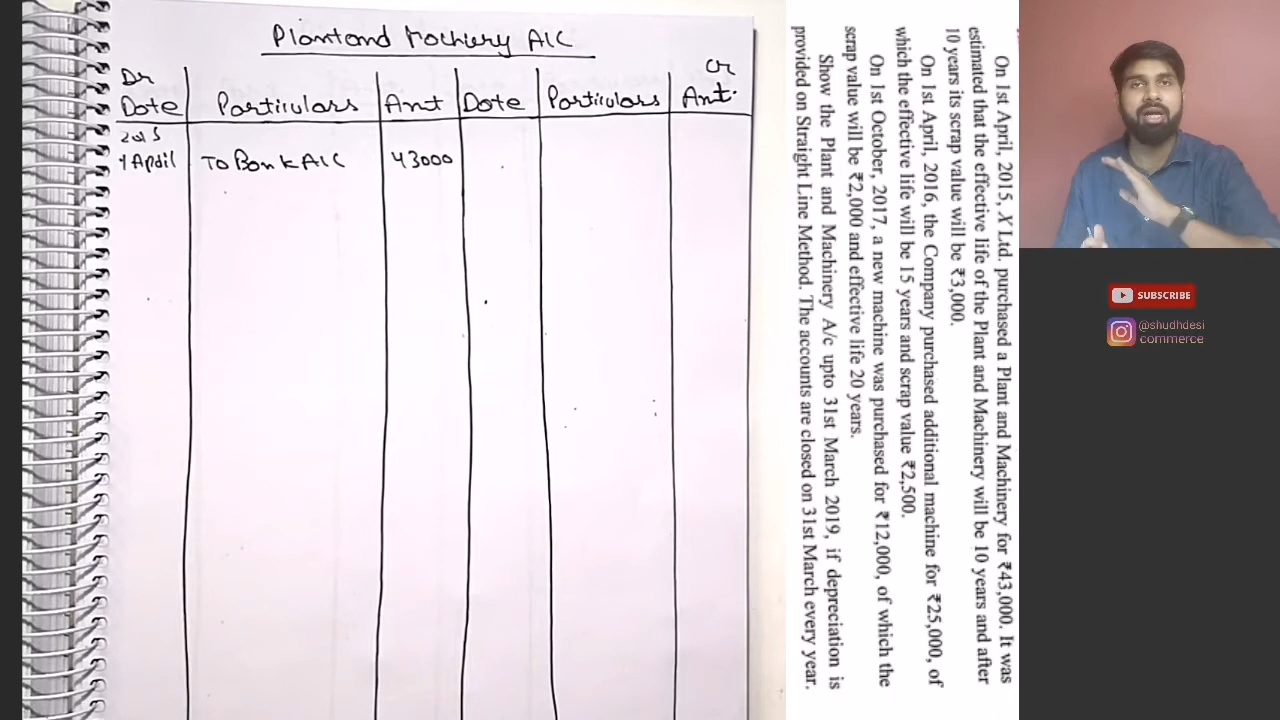 Plant and Machery A/C
Dr
Cr
Date Particulars Amt Date Particulars Amt.
2015
1 April To Bank A/C 43000
On 1st April, 2015, X Ltd. purchased a Plant and Machinery for ₹43,000. It was
estimated that the effective life of the Plant and Machinery will be 10 years and after
10 years its scrap value will be ₹3,000.
On 1st April, 2016, the Company purchased additional machine for ₹25,000, of
which the effective life will be 15 years and scrap value ₹2,500.
On 1st October, 2017, a new machine was purchased for ₹12,000, of which the
scrap value will be ₹2,000 and effective life 20 years.
Show the Plant and Machinery A/c upto 31st March 2019, if depreciation is
provided on Straight Line Method. The accounts are closed on 31st March every year.
SUBSCRIBE
@shudhdesi
commerce